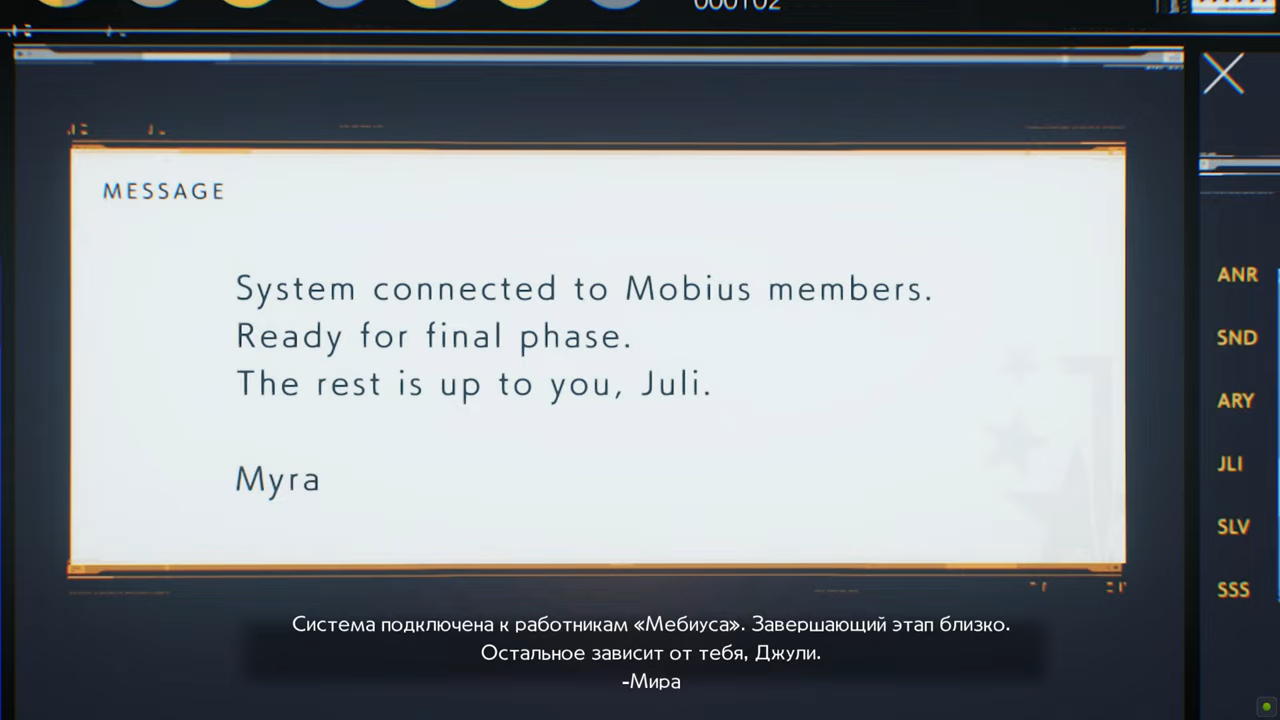 000102
MESSAGE
System connected to Mobius members.
Ready for final phase.
The rest is up to you, Juli.
Myra
ANR
SND
ARY
JLI
SLV
SSS
Система подключена к работникам «Мебиуса». Завершающий этап близко.
Остальное зависит от тебя, Джули.
-Мира